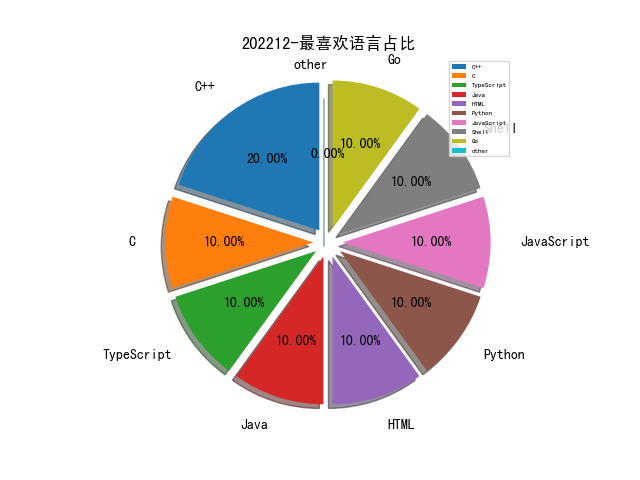 202212-最喜欢语言占比
other
Go
C++
Shell
C
JavaScript
TypeScript
Python
Java
HTML
20.00%
0.00%
10.00%
10.00%
10.00%
10.00%
10.00%
10.00%
10.00%
10.00%
C++
C
TypeScript
Java
HTML
Python
JavaScript
Shell
Go
other